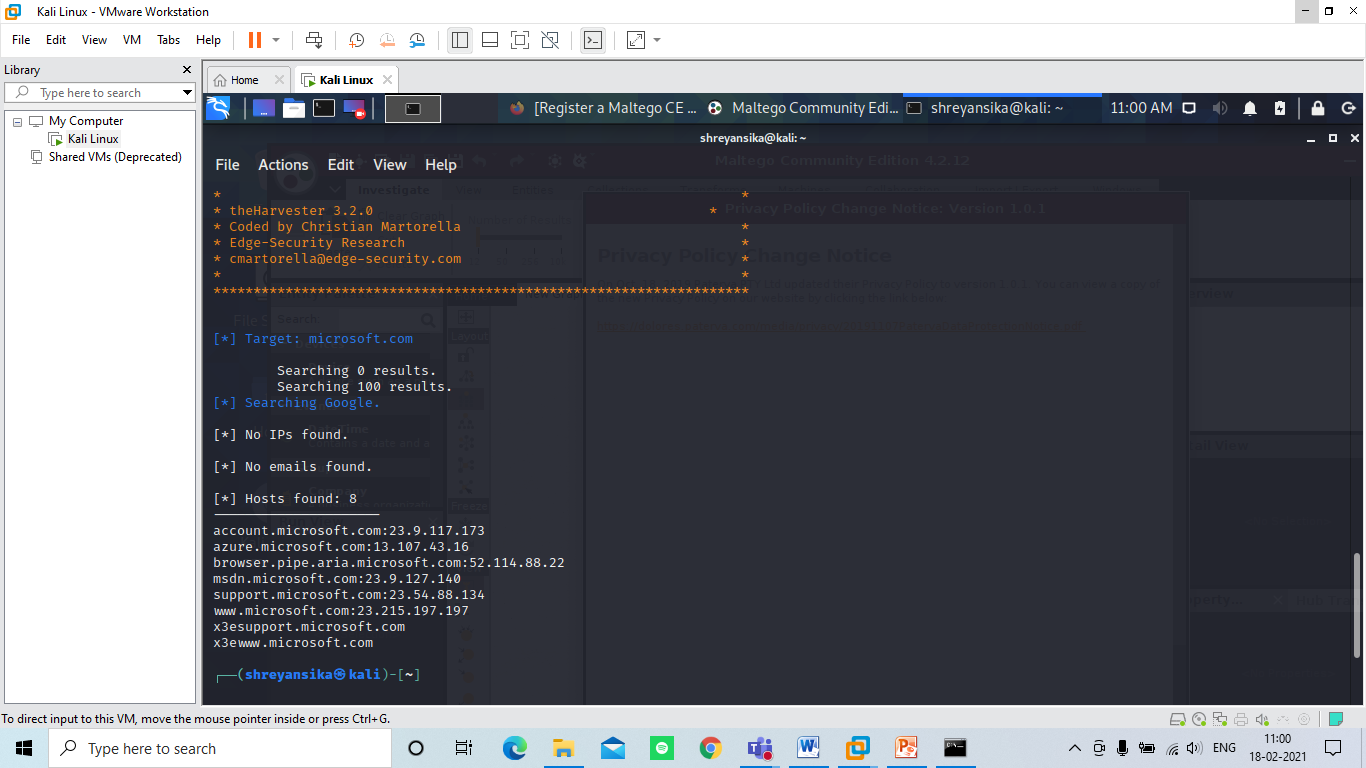 Kali Linux - VMware Workstation
File Edit View VM Tabs Help
Library
Type here to search
Home
Kali Linux
My Computer
Kali Linux
Shared VMs (Deprecated)
[Register a Maltego CE ...
Maltego Community Edi...
shreyansika@kali: ~
11:00 AM
shreyansika@kali: ~
File Actions Edit View Help
Maltego Community Edition 4.2.12
Investigate
* *
* theHarvester 3.2.0 *
* Coded by Christian Martorella *
* Edge-Security Research *
* cmartorella@edge-security.com *
* *
*******************************************************************
Privacy Policy Change Notice: Version 1.0.1
Privacy Policy Change Notice
[*] Target: microsoft.com
Searching 0 results.
Searching 100 results.
[*] Searching Google.
[*] No IPs found.
[*] No emails found.
[*] Hosts found: 8
---------------------
account.microsoft.com:23.9.117.173
azure.microsoft.com:13.107.43.16
browser.pipe.aria.microsoft.com:52.114.88.22
msdn.microsoft.com:23.9.127.140
support.microsoft.com:23.54.88.134
www.microsoft.com:23.215.197.197
x3esupport.microsoft.com
x3ewww.microsoft.com
┌──(shreyansika㉿kali)-[~]
To direct input to this VM, move the mouse pointer inside or press Ctrl+G.
Type here to search
ENG
11:00
18-02-2021